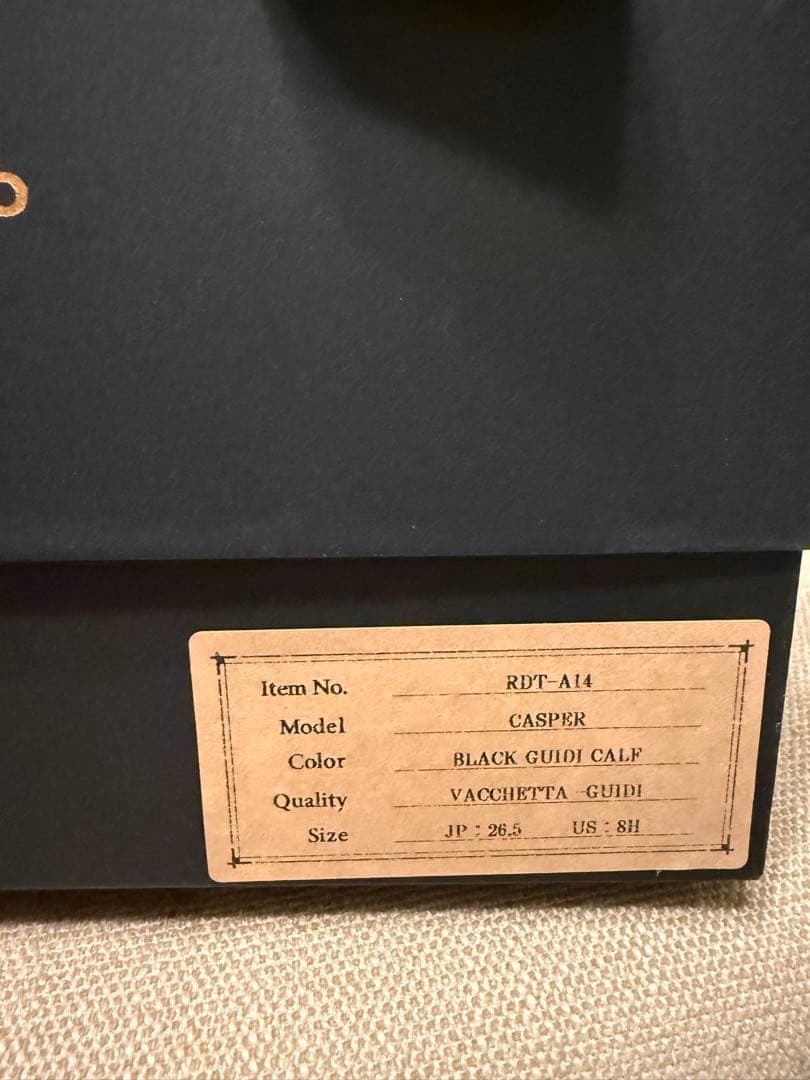 Item No. RDT-A14
Model CASPER
Color BLACK GUIDI CALF
Quality VACCHETTA -GUIDI
Size JP : 26.5 US : 8H